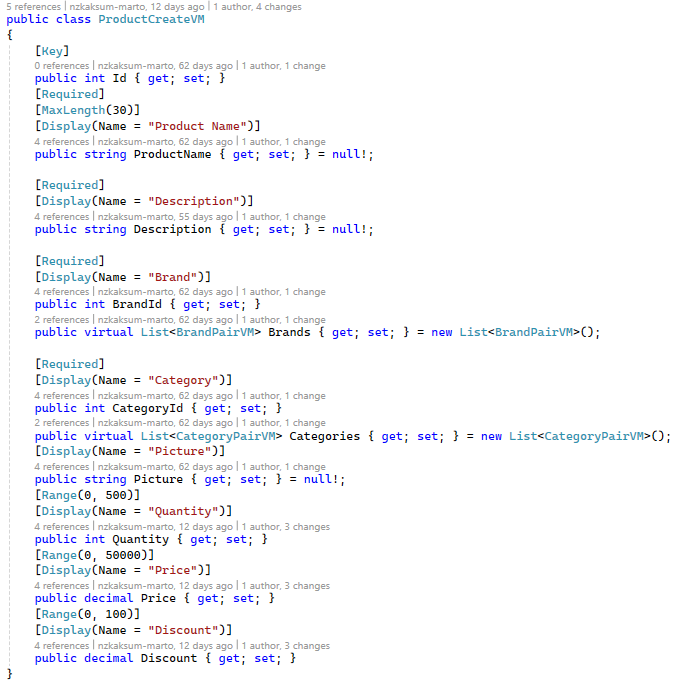 5 references | nzkaksum-marto, 12 days ago | 1 author, 4 changes
public class ProductCreateVM
{
[Key]
0 references | nzkaksum-marto, 62 days ago | 1 author, 1 change
public int Id { get; set; }
[Required]
[MaxLength(30)]
[Display(Name = "Product Name")]
4 references | nzkaksum-marto, 62 days ago | 1 author, 1 change
public string ProductName { get; set; } = null!;
[Required]
[Display(Name = "Description")]
4 references | nzkaksum-marto, 55 days ago | 1 author, 1 change
public string Description { get; set; } = null!;
[Required]
[Display(Name = "Brand")]
4 references | nzkaksum-marto, 62 days ago | 1 author, 1 change
public int BrandId { get; set; }
2 references | nzkaksum-marto, 62 days ago | 1 author, 1 change
public virtual List<BrandPairVM> Brands { get; set; } = new List<BrandPairVM>();
[Required]
[Display(Name = "Category")]
4 references | nzkaksum-marto, 62 days ago | 1 author, 1 change
public int CategoryId { get; set; }
2 references | nzkaksum-marto, 62 days ago | 1 author, 1 change
public virtual List<CategoryPairVM> Categories { get; set; } = new List<CategoryPairVM>();
[Display(Name = "Picture")]
4 references | nzkaksum-marto, 62 days ago | 1 author, 1 change
public string Picture { get; set; } = null!;
[Range(0, 500)]
[Display(Name = "Quantity")]
4 references | nzkaksum-marto, 12 days ago | 1 author, 3 changes
public int Quantity { get; set; }
[Range(0, 50000)]
[Display(Name = "Price")]
4 references | nzkaksum-marto, 12 days ago | 1 author, 3 changes
public decimal Price { get; set; }
[Range(0, 100)]
[Display(Name = "Discount")]
4 references | nzkaksum-marto, 12 days ago | 1 author, 3 changes
public decimal Discount { get; set; }
}